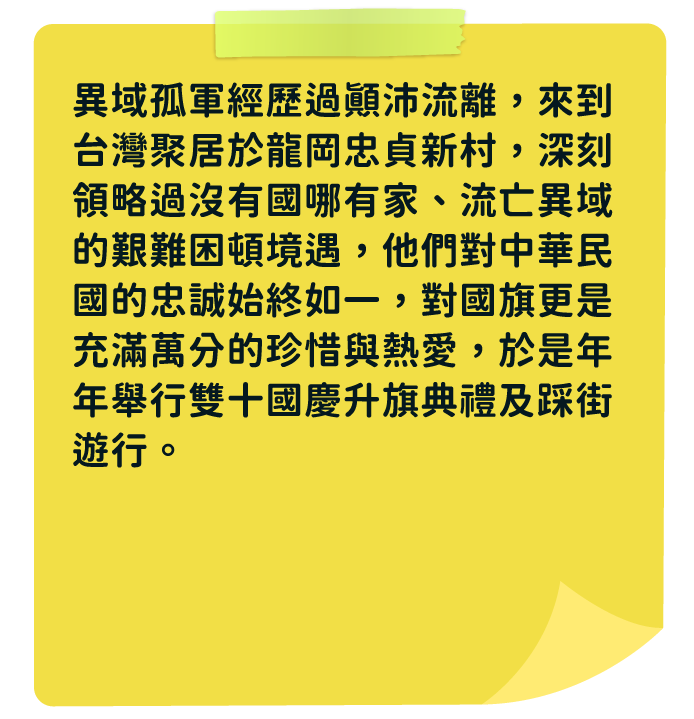 異域孤軍經歷過顚沛流離，來到
台灣聚居於龍岡忠貞新村，深刻
領略過沒有國哪有家、流亡異域
的艱難困頓境遇，他們對中華民
國的忠誠始終如一，對國旗更是
充滿萬分的珍惜與熱愛，於是年
年舉行雙十國慶升旗典禮及踩街
遊行。